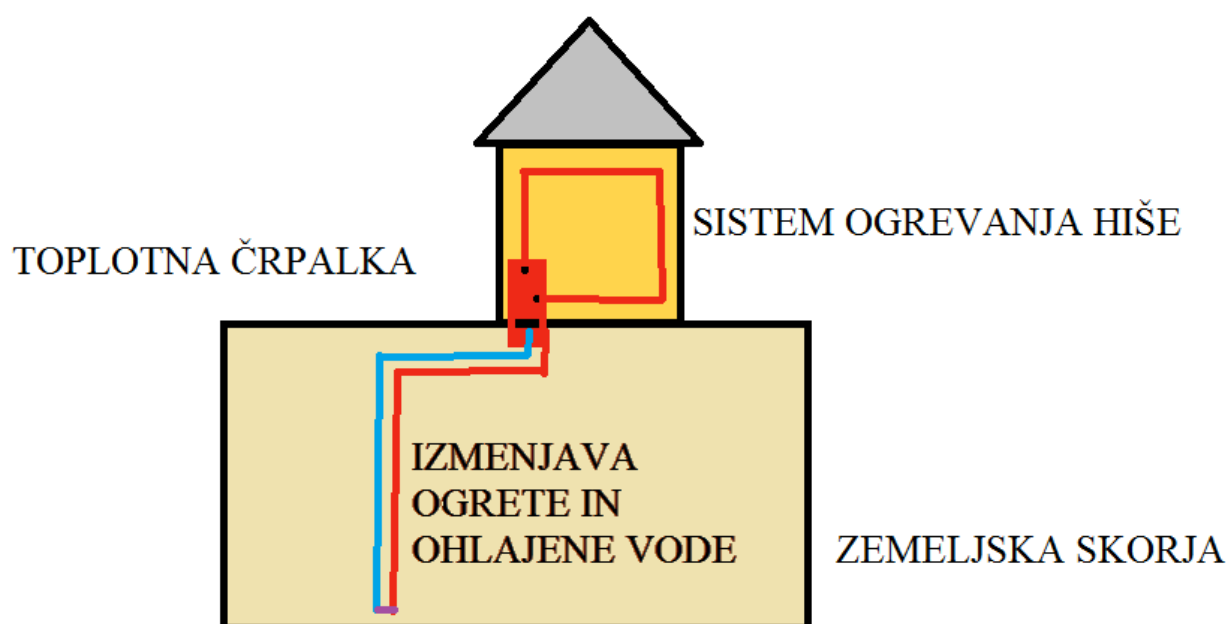 SISTEM OGREVANJA HIŠE
TOPLOTNA ČRPALKA
IZMENJAVA
OGRETE IN
OHLAJENE VODE
ZEMELJSKA SKORJA